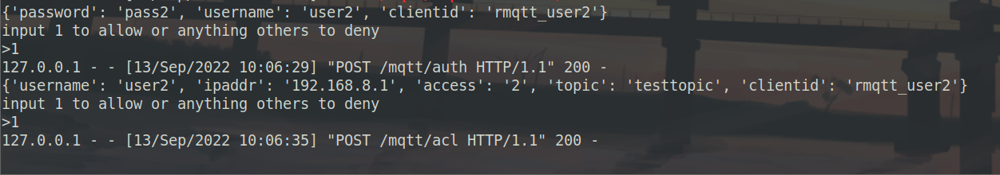 {'password': 'pass2', 'username': 'user2', 'clientid': 'rmqtt_user2'}
input 1 to allow or anything others to deny
>1
127.0.0.1 - - [13/Sep/2022 10:06:29] "POST /mqtt/auth HTTP/1.1" 200 -
{'username': 'user2', 'ipaddr': '192.168.8.1', 'access': '2', 'topic': 'testtopic', 'clientid': 'rmqtt_user2'}
input 1 to allow or anything others to deny
>1
127.0.0.1 - - [13/Sep/2022 10:06:35] "POST /mqtt/acl HTTP/1.1" 200 -